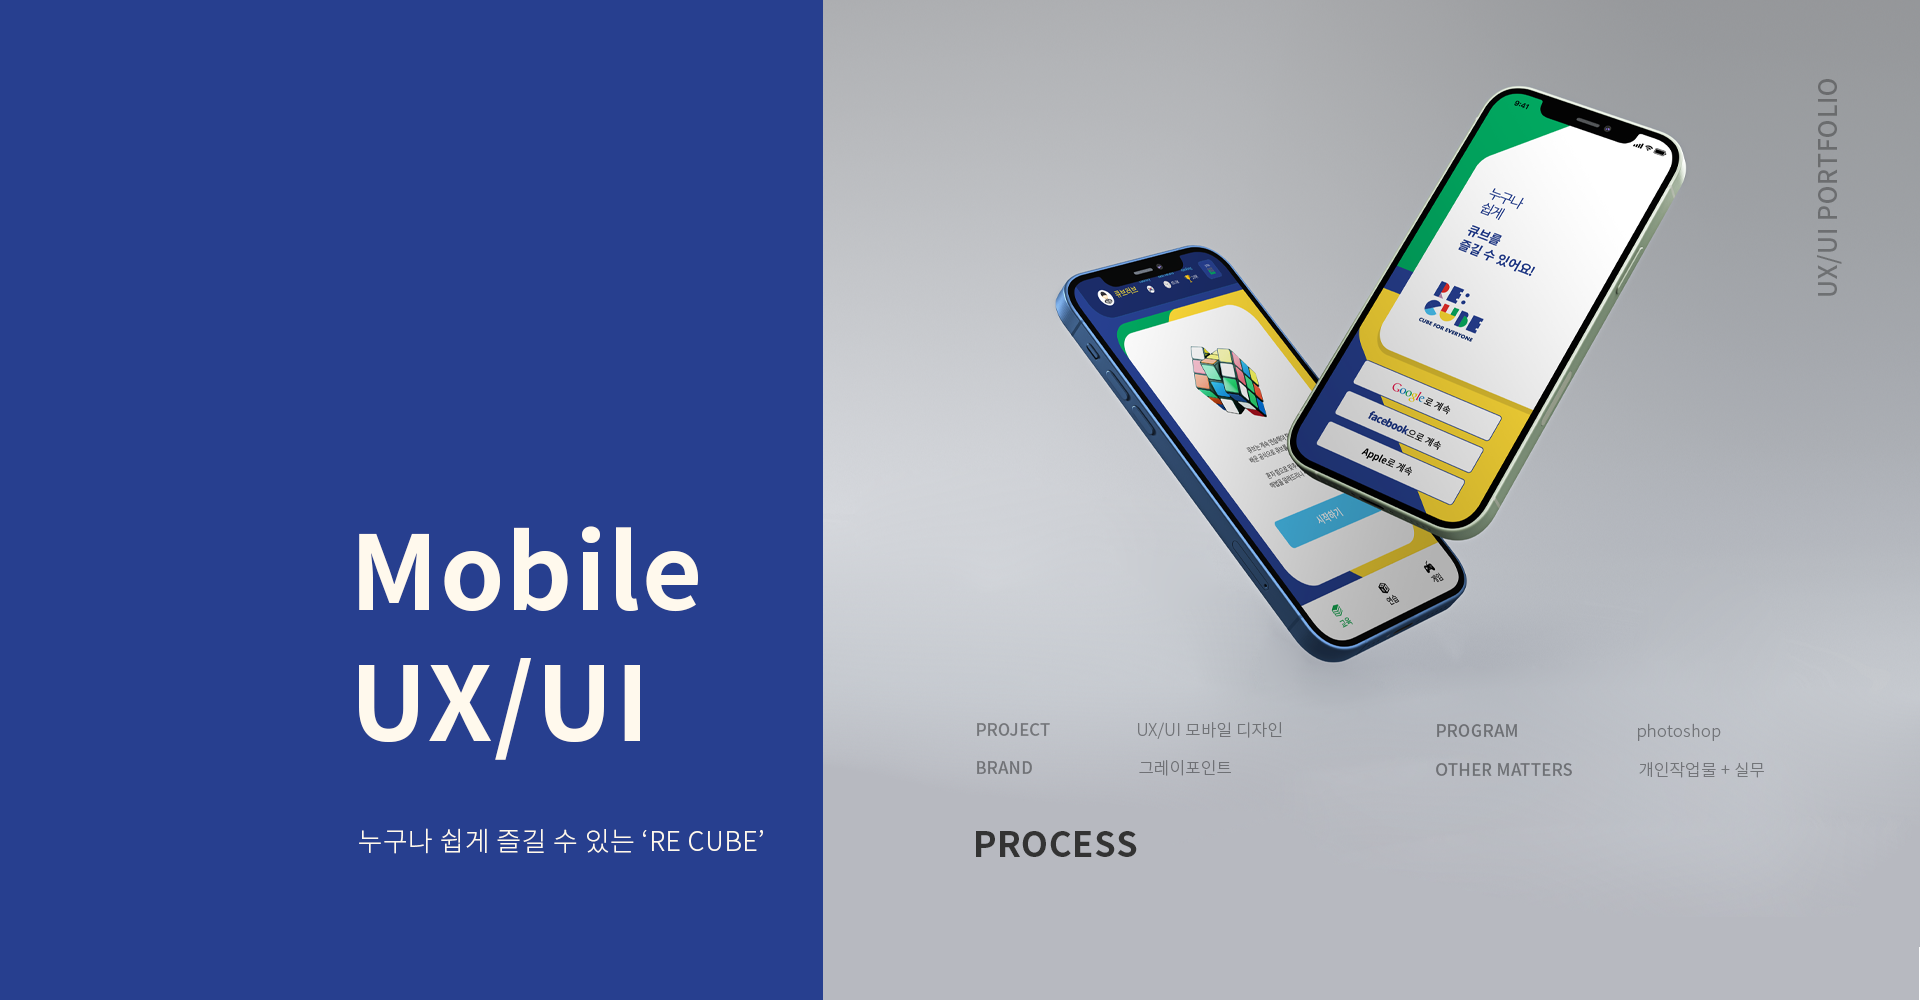 Mobile
UX/UI
누구나 쉽게 즐길 수 있는 ‘RE CUBE’
UX/UI PORTFOLIO
9:41
누구나
쉽게
큐브를
즐길 수 있어요!
RE:
CUBE
CUBE FOR EVERYONE
Google로 계속
facebook으로 계속
Apple로 계속
큐브러브
시작하기
교육
연습
게임
PROJECT UX/UI 모바일 디자인
BRAND 그레이포인트
PROGRAM photoshop
OTHER MATTERS 개인작업물 + 실무
PROCESS